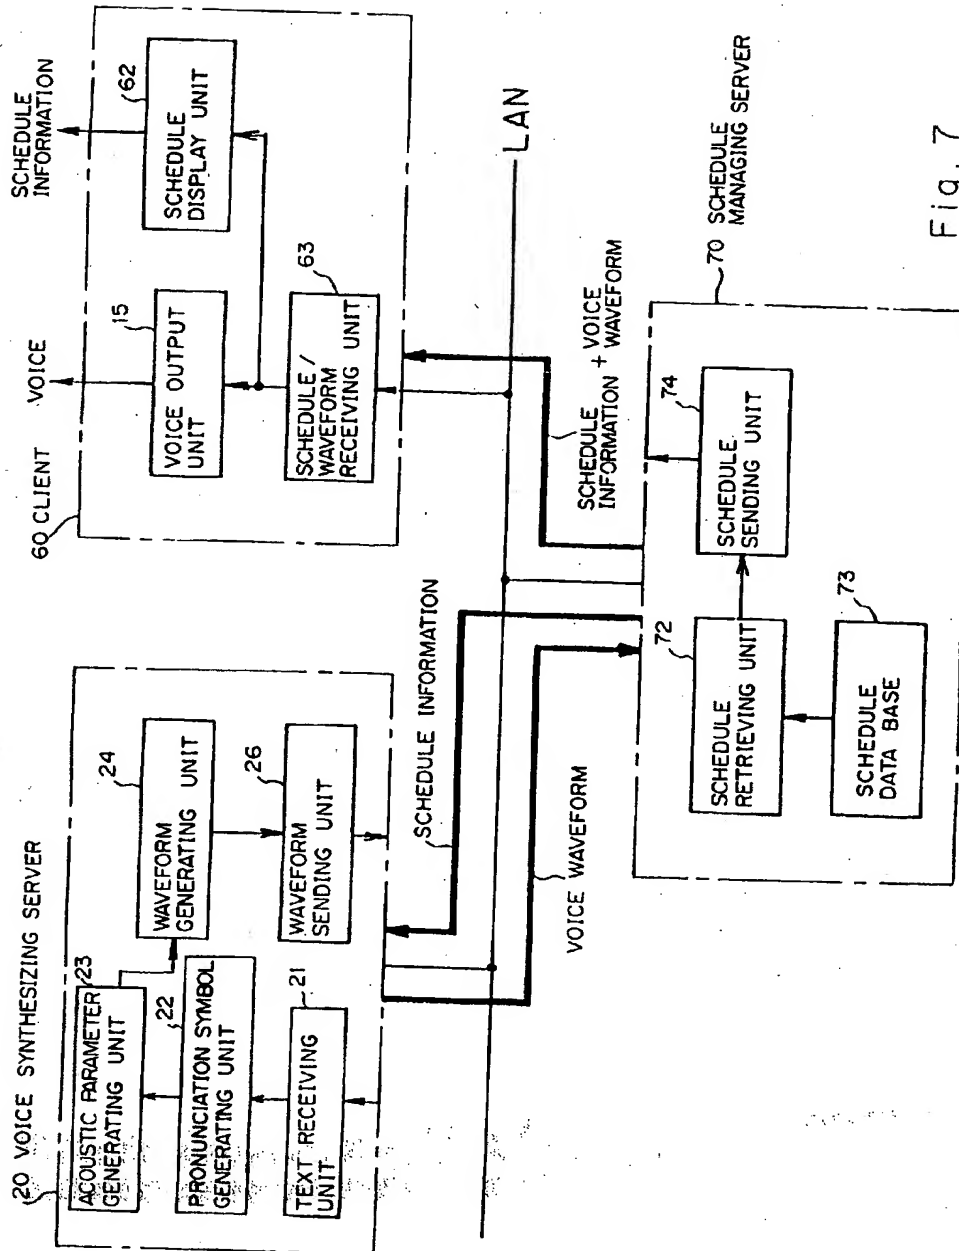 20 VOICE SYNTHESIZING SERVER
23
ACOUSTIC PARAMETER
GENERATING UNIT
22
PRONUNCIATION SYMBOL
GENERATING UNIT
21
TEXT RECEIVING
UNIT
24
WAVEFORM
GENERATING UNIT
26
WAVEFORM
SENDING UNIT
60 CLIENT
VOICE
15
VOICE OUTPUT
UNIT
63
SCHEDULE/
WAVEFORM
RECEIVING UNIT
SCHEDULE
INFORMATION
62
SCHEDULE
DISPLAY UNIT
LAN
SCHEDULE INFORMATION
VOICE WAVEFORM
SCHEDULE
INFORMATION + VOICE
WAVEFORM
70 SCHEDULE
MANAGING SERVER
72
SCHEDULE
RETRIEVING UNIT
73
SCHEDULE
DATA BASE
74
SCHEDULE
SENDING UNIT
Fig. 7